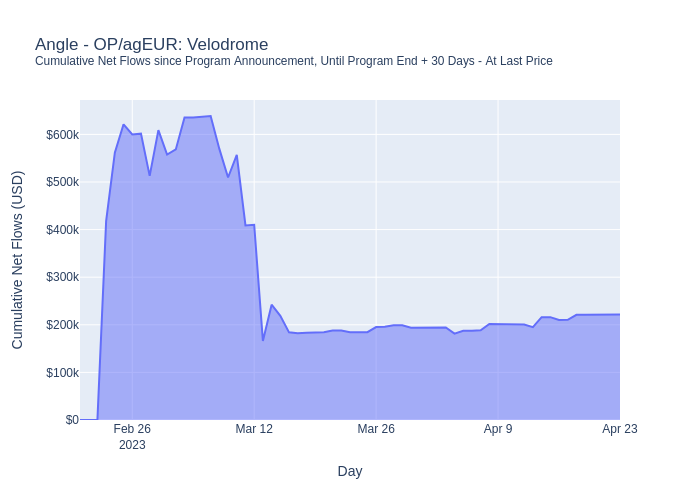 Angle - OP/agEUR: Velodrome
Cumulative Net Flows since Program Announcement, Until Program End + 30 Days - At Last Price
Cumulative Net Flows (USD)
$600k
$500k
$400k
$300k
$200k
$100k
$0
Feb 26
2023
Mar 12
Mar 26
Apr 9
Apr 23
Day